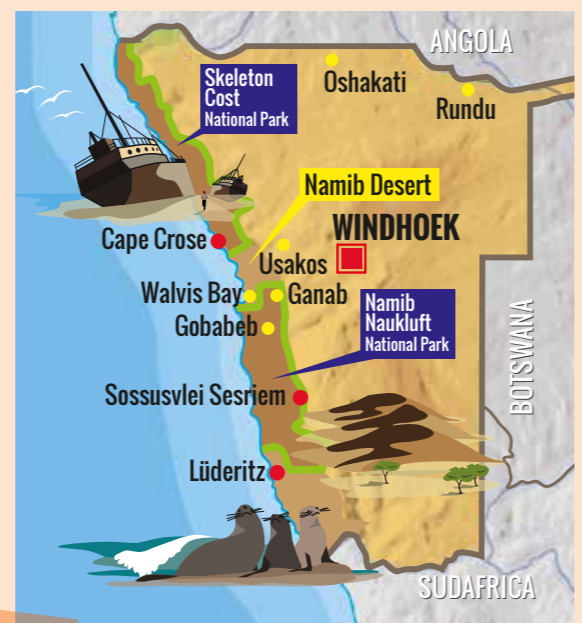 ANGOLA
Skeleton
Cost
National Park
Oshakati
Rundu
Namib Desert
WINDHOEK
Cape Crose
Usakos
Walvis Bay
Ganab
Gobabeb
Namib
Naukluft
National Park
BOTSWANA
Sossusvlei Sesriem
Lüderitz
SUDAFRICA